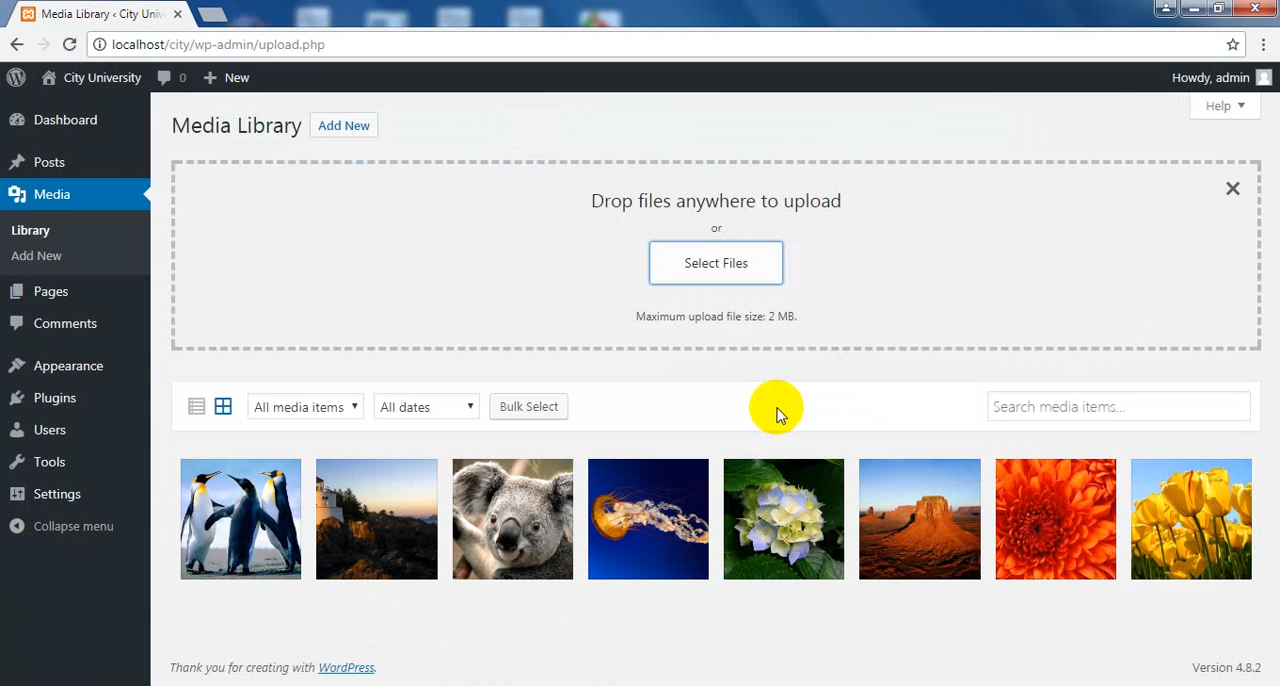 Media Library ‹ City Univ
localhost/city/wp-admin/upload.php
City University 0 New Howdy, admin
Dashboard
Posts
Media
Library
Add New
Pages
Comments
Appearance
Plugins
Users
Tools
Settings
Collapse menu
Help
Media Library Add New
Drop files anywhere to upload
or
Select Files
Maximum upload file size: 2 MB.
All media items All dates Bulk Select Search media items...
Thank you for creating with WordPress. Version 4.8.2